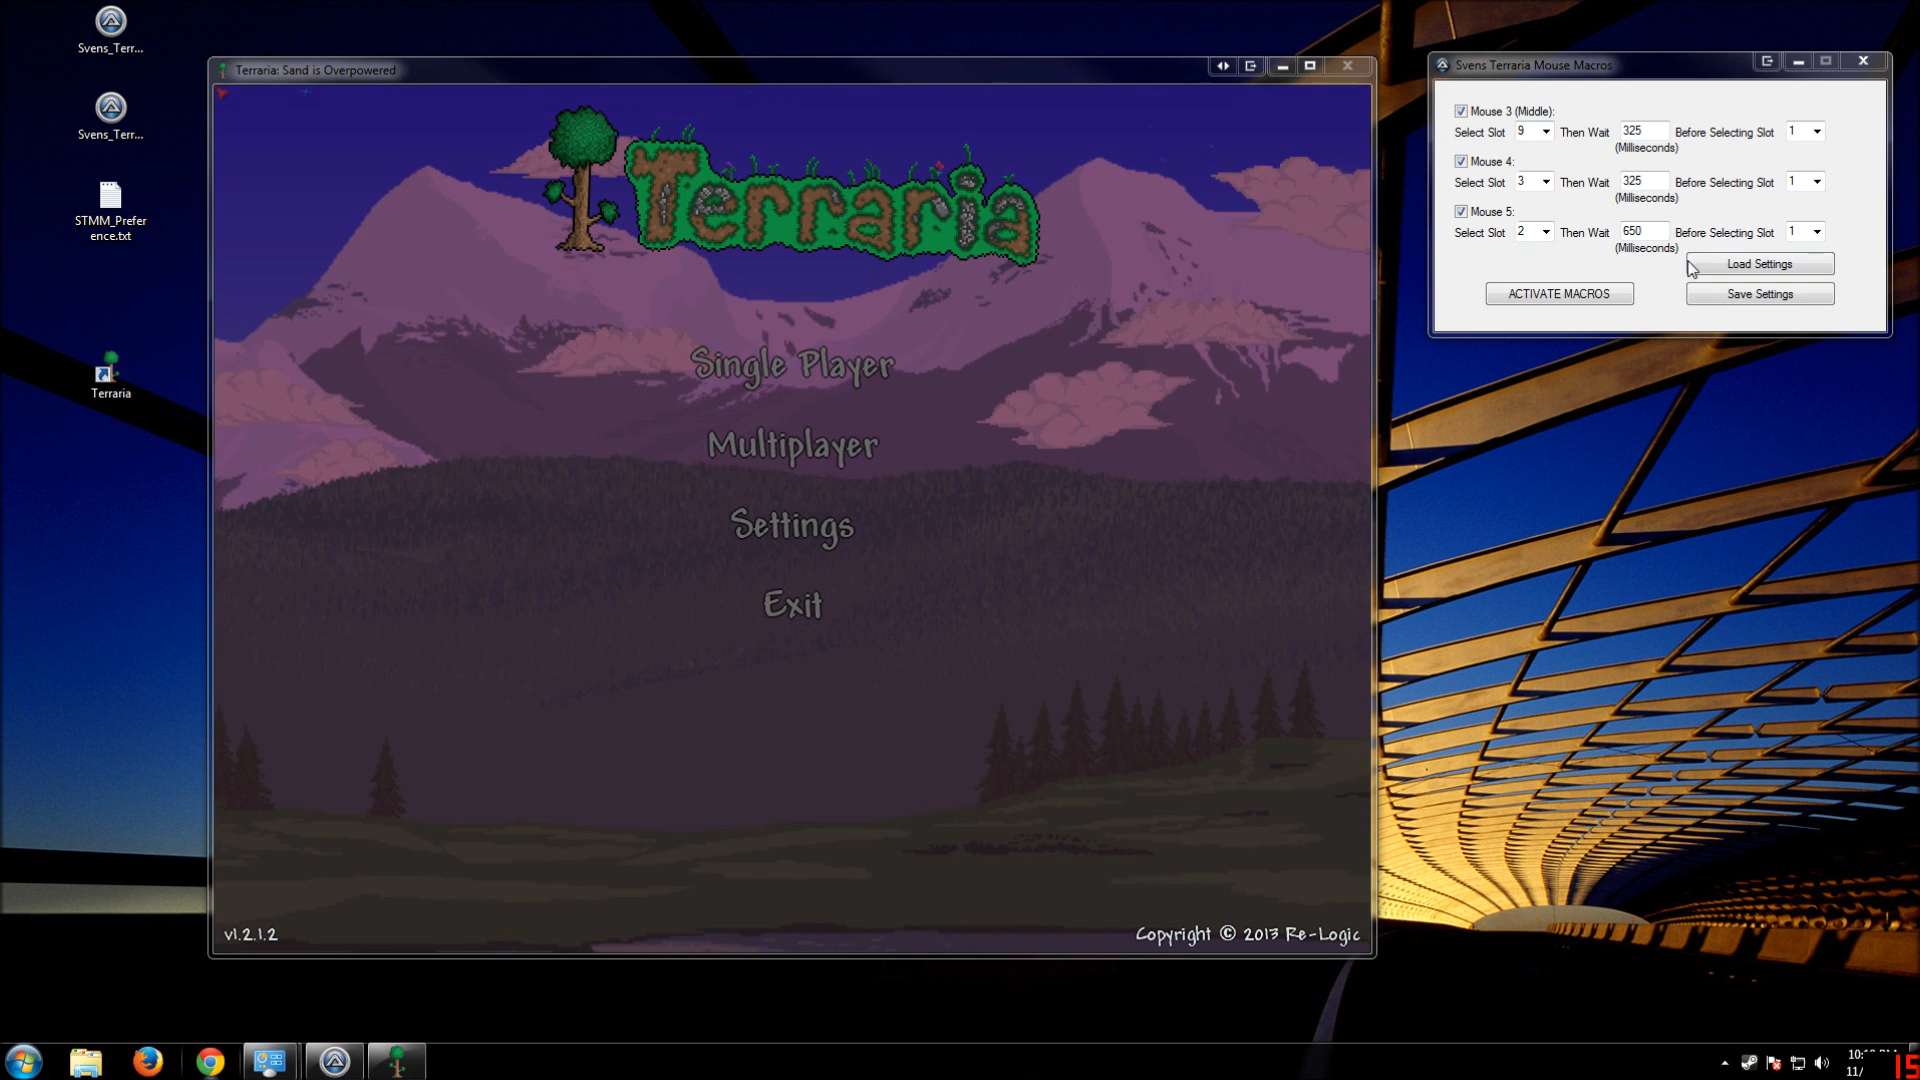 Svens_Terr...
Svens_Terr...
STMM_Prefer
ence.txt
Terraria
Terraria: Sand is Overpowered
Terraria
Single Player
Multiplayer
Settings
Exit
v1.2.1.2
Copyright © 2013 Re-Logic
Svens Terraria Mouse Macros
Mouse 3 (Middle):
Select Slot 9 Then Wait 325 Before Selecting Slot 1
(Milliseconds)
Mouse 4:
Select Slot 3 Then Wait 325 Before Selecting Slot 1
(Milliseconds)
Mouse 5:
Select Slot 2 Then Wait 650 Before Selecting Slot 1
(Milliseconds)
Load Settings
ACTIVATE MACROS Save Settings
11/
15